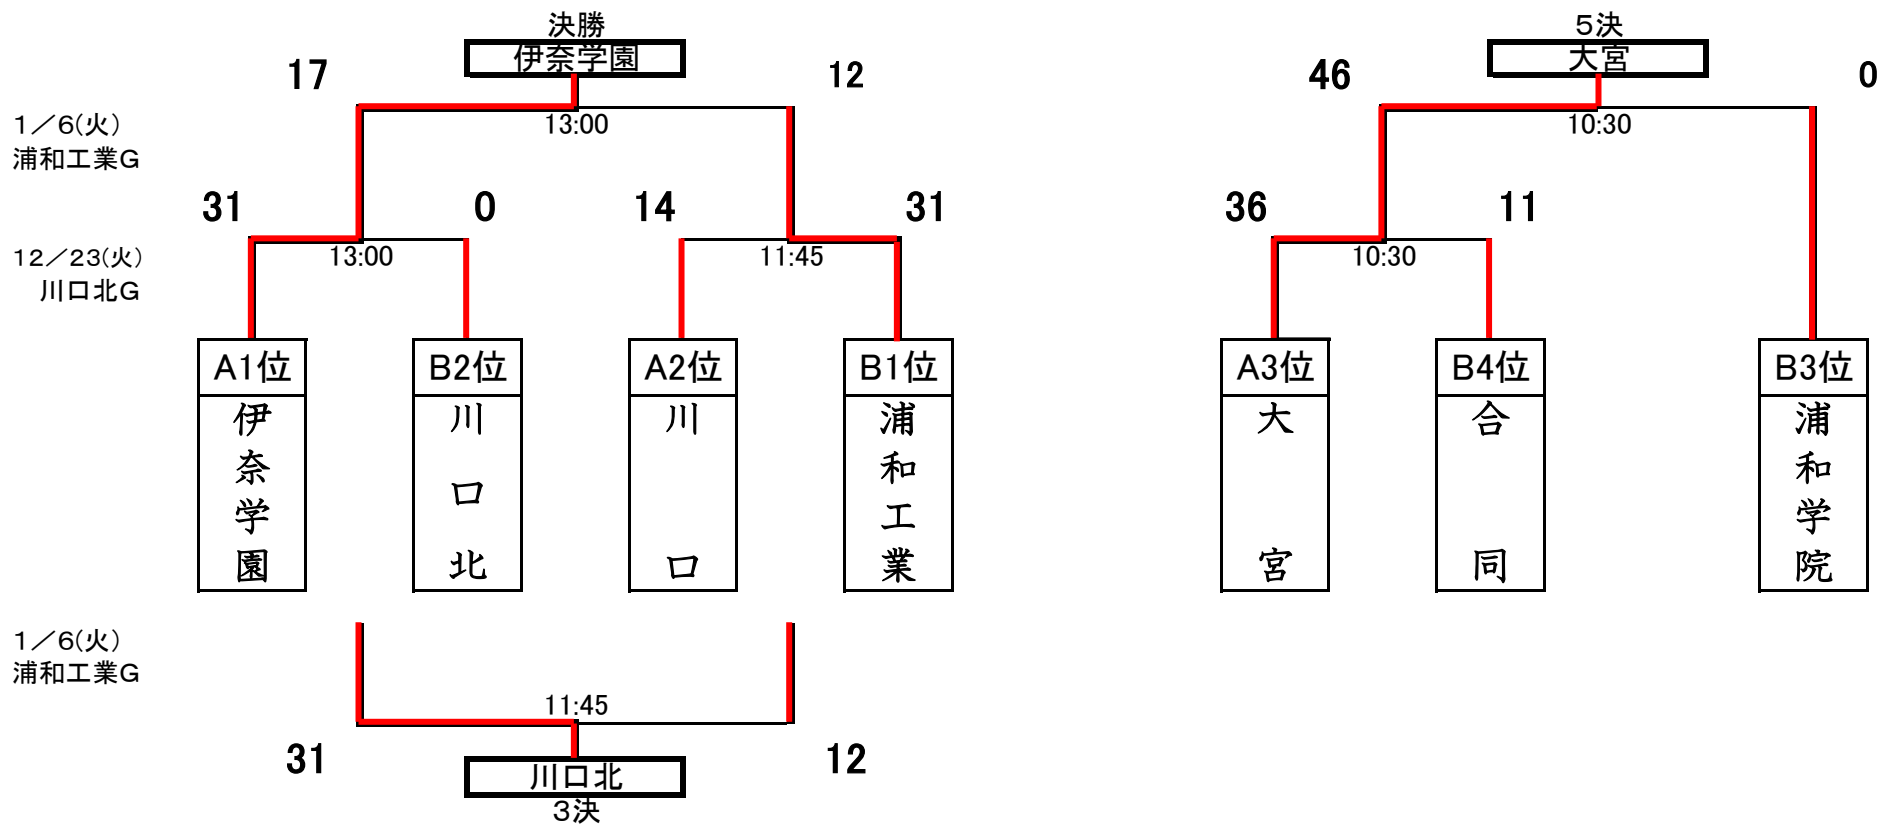 決勝
伊奈学園
17
12
13:00
1／6(火)
浦和工業G
31
0
14
31
13:00
11:45
12／23(火)
川口北G
A1位
B2位
A2位
B1位
伊奈学園
川口北
川口
浦和工業
5決
大宮
46
0
10:30
36
11
10:30
A3位
B4位
B3位
大宮
合同
浦和学院
1／6(火)
浦和工業G
11:45
31
12
川口北
3決